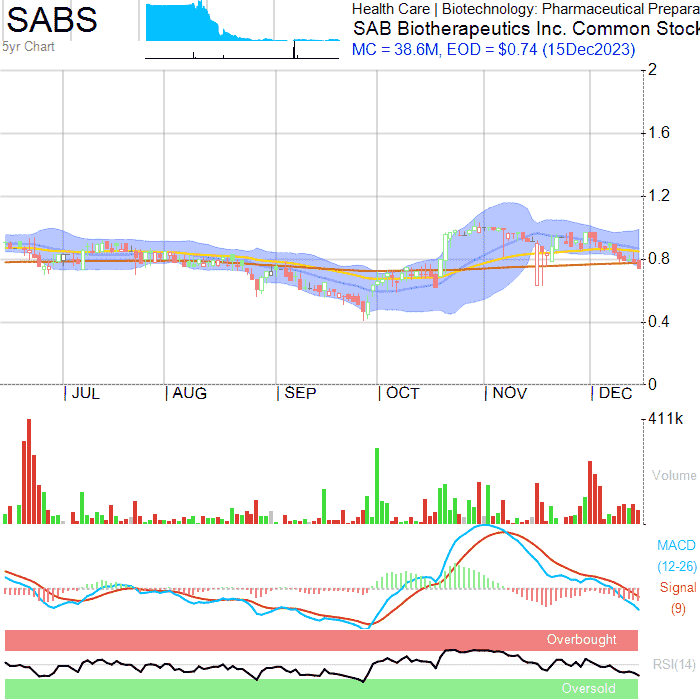 SABS
5yr Chart
Health Care | Biotechnology: Pharmaceutical Prepara
SAB Biotherapeutics Inc. Common Stock
MC = 38.6M, EOD = $0.74 (15Dec2023)
2
1.6
1.2
0.8
0.4
0
JUL
AUG
SEP
OCT
NOV
DEC
411k
Volume
MACD
(12-26)
Signal
(9)
Overbought
RSI(14)
Oversold